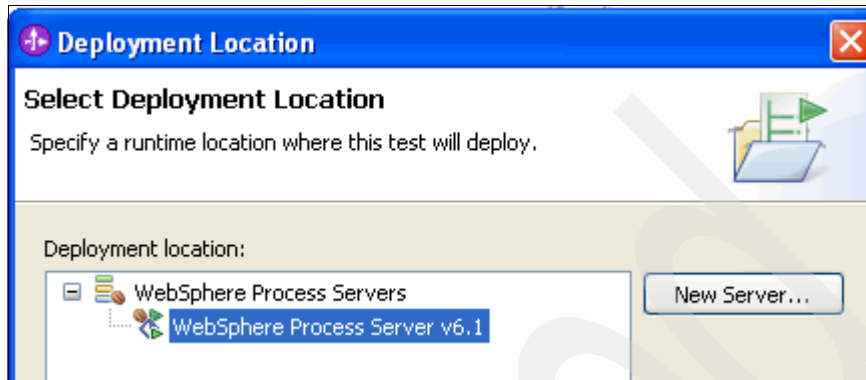 Deployment Location
Select Deployment Location
Specify a runtime location where this test will deploy.
Deployment location:
WebSphere Process Servers
New Server...
WebSphere Process Server v6.1